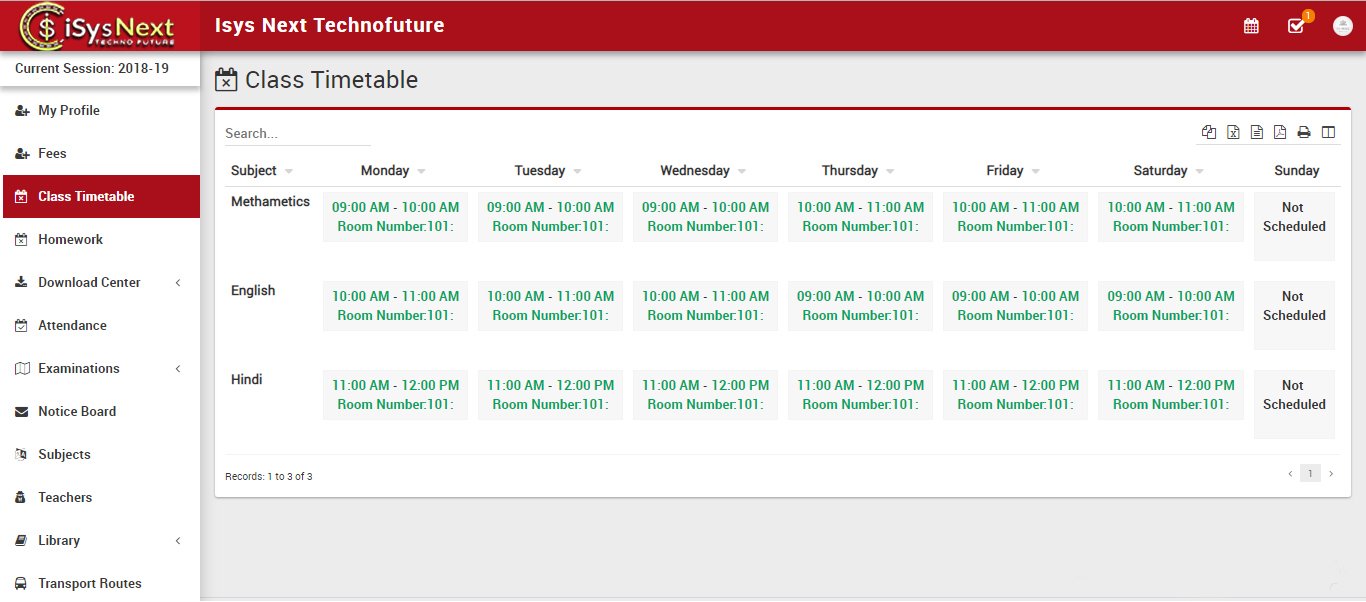 iSysNext
TECHNO FUTURE
Isys Next Technofuture
1
Current Session: 2018-19
My Profile
Fees
Class Timetable
Homework
Download Center
Attendance
Examinations
Notice Board
Subjects
Teachers
Library
Transport Routes
Class Timetable
Search...
Subject Monday Tuesday Wednesday Thursday Friday Saturday Sunday
Methametics 09:00 AM - 10:00 AM 09:00 AM - 10:00 AM 09:00 AM - 10:00 AM 10:00 AM - 11:00 AM 10:00 AM - 11:00 AM 10:00 AM - 11:00 AM Not
Room Number:101: Room Number:101: Room Number:101: Room Number:101: Room Number:101: Room Number:101: Scheduled
English 10:00 AM - 11:00 AM 10:00 AM - 11:00 AM 10:00 AM - 11:00 AM 09:00 AM - 10:00 AM 09:00 AM - 10:00 AM 09:00 AM - 10:00 AM Not
Room Number:101: Room Number:101: Room Number:101: Room Number:101: Room Number:101: Room Number:101: Scheduled
Hindi 11:00 AM - 12:00 PM 11:00 AM - 12:00 PM 11:00 AM - 12:00 PM 11:00 AM - 12:00 PM 11:00 AM - 12:00 PM 11:00 AM - 12:00 PM Not
Room Number:101: Room Number:101: Room Number:101: Room Number:101: Room Number:101: Room Number:101: Scheduled
Records: 1 to 3 of 3
1